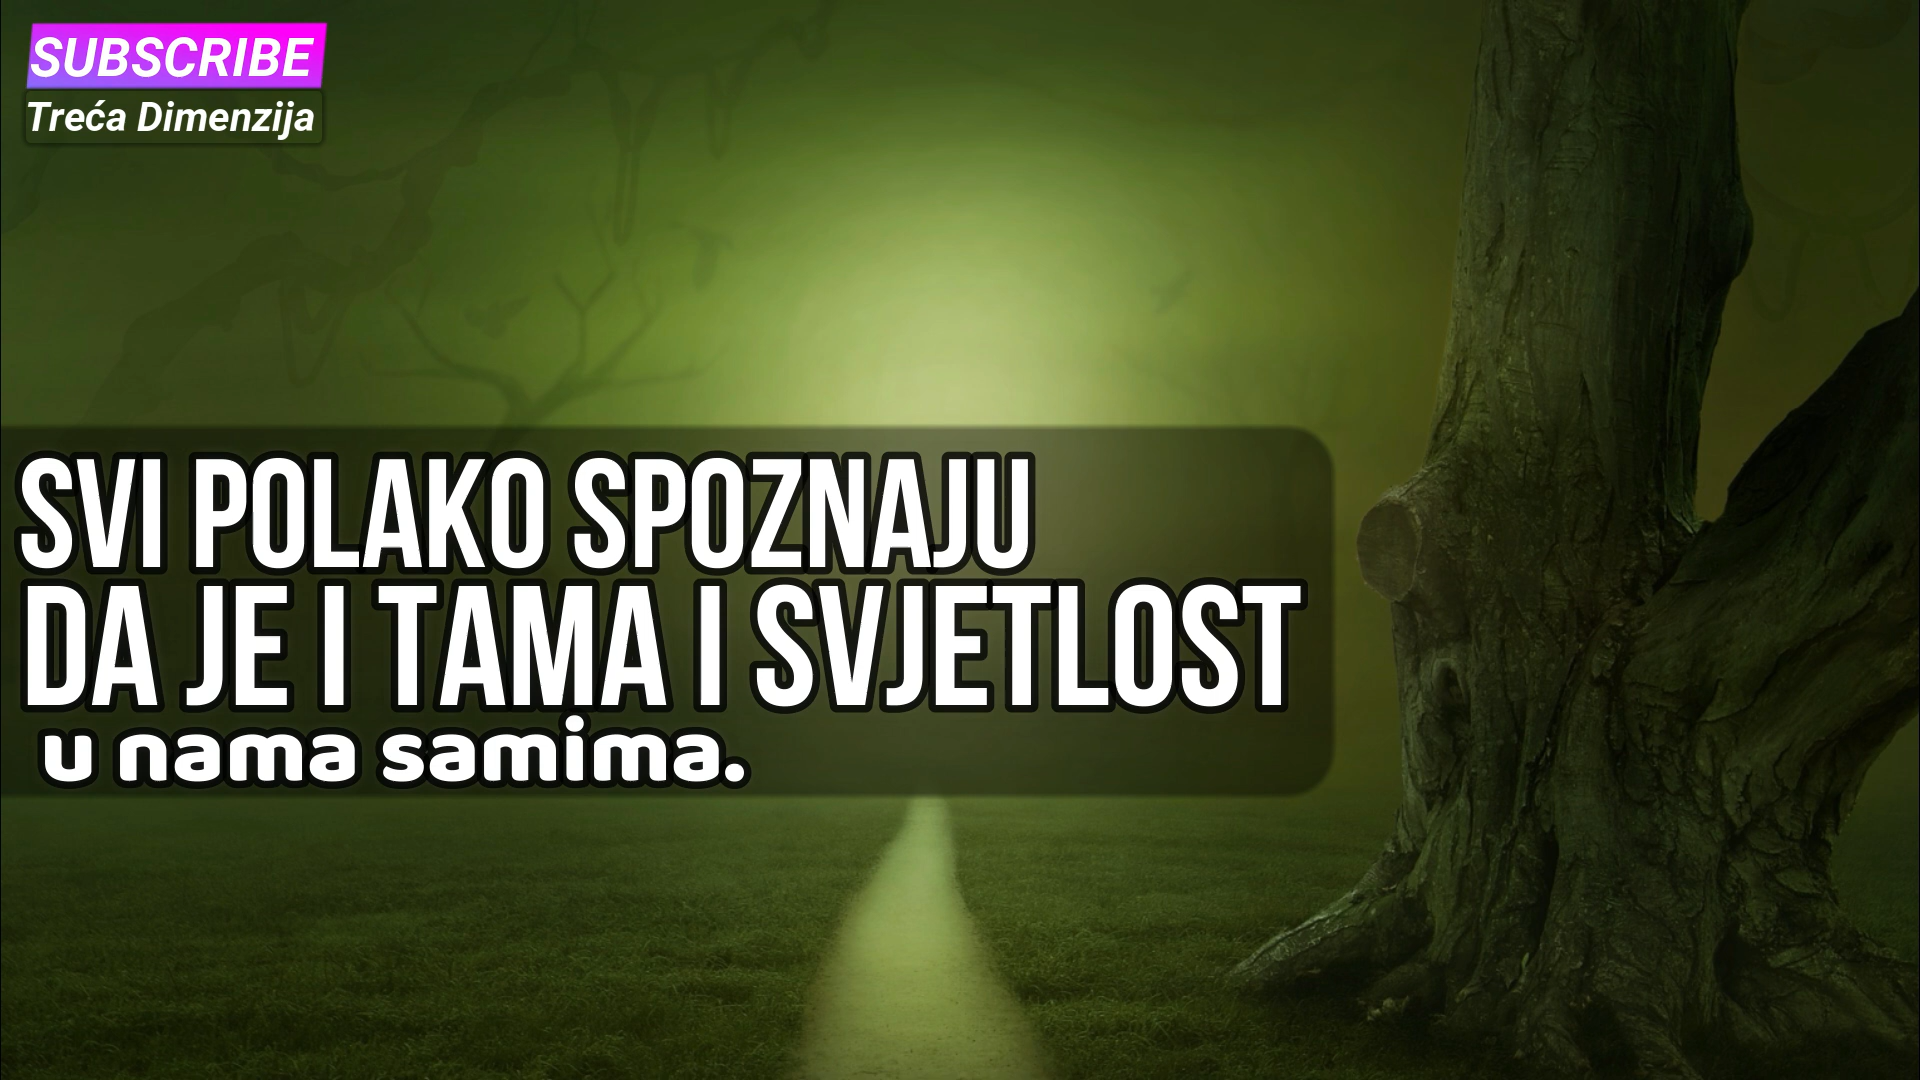 SUBSCRIBE
Treća Dimenzija
SVI POLAKO SPOZNAJU
DA JE I TAMA I SVJETLOST
u nama samima.